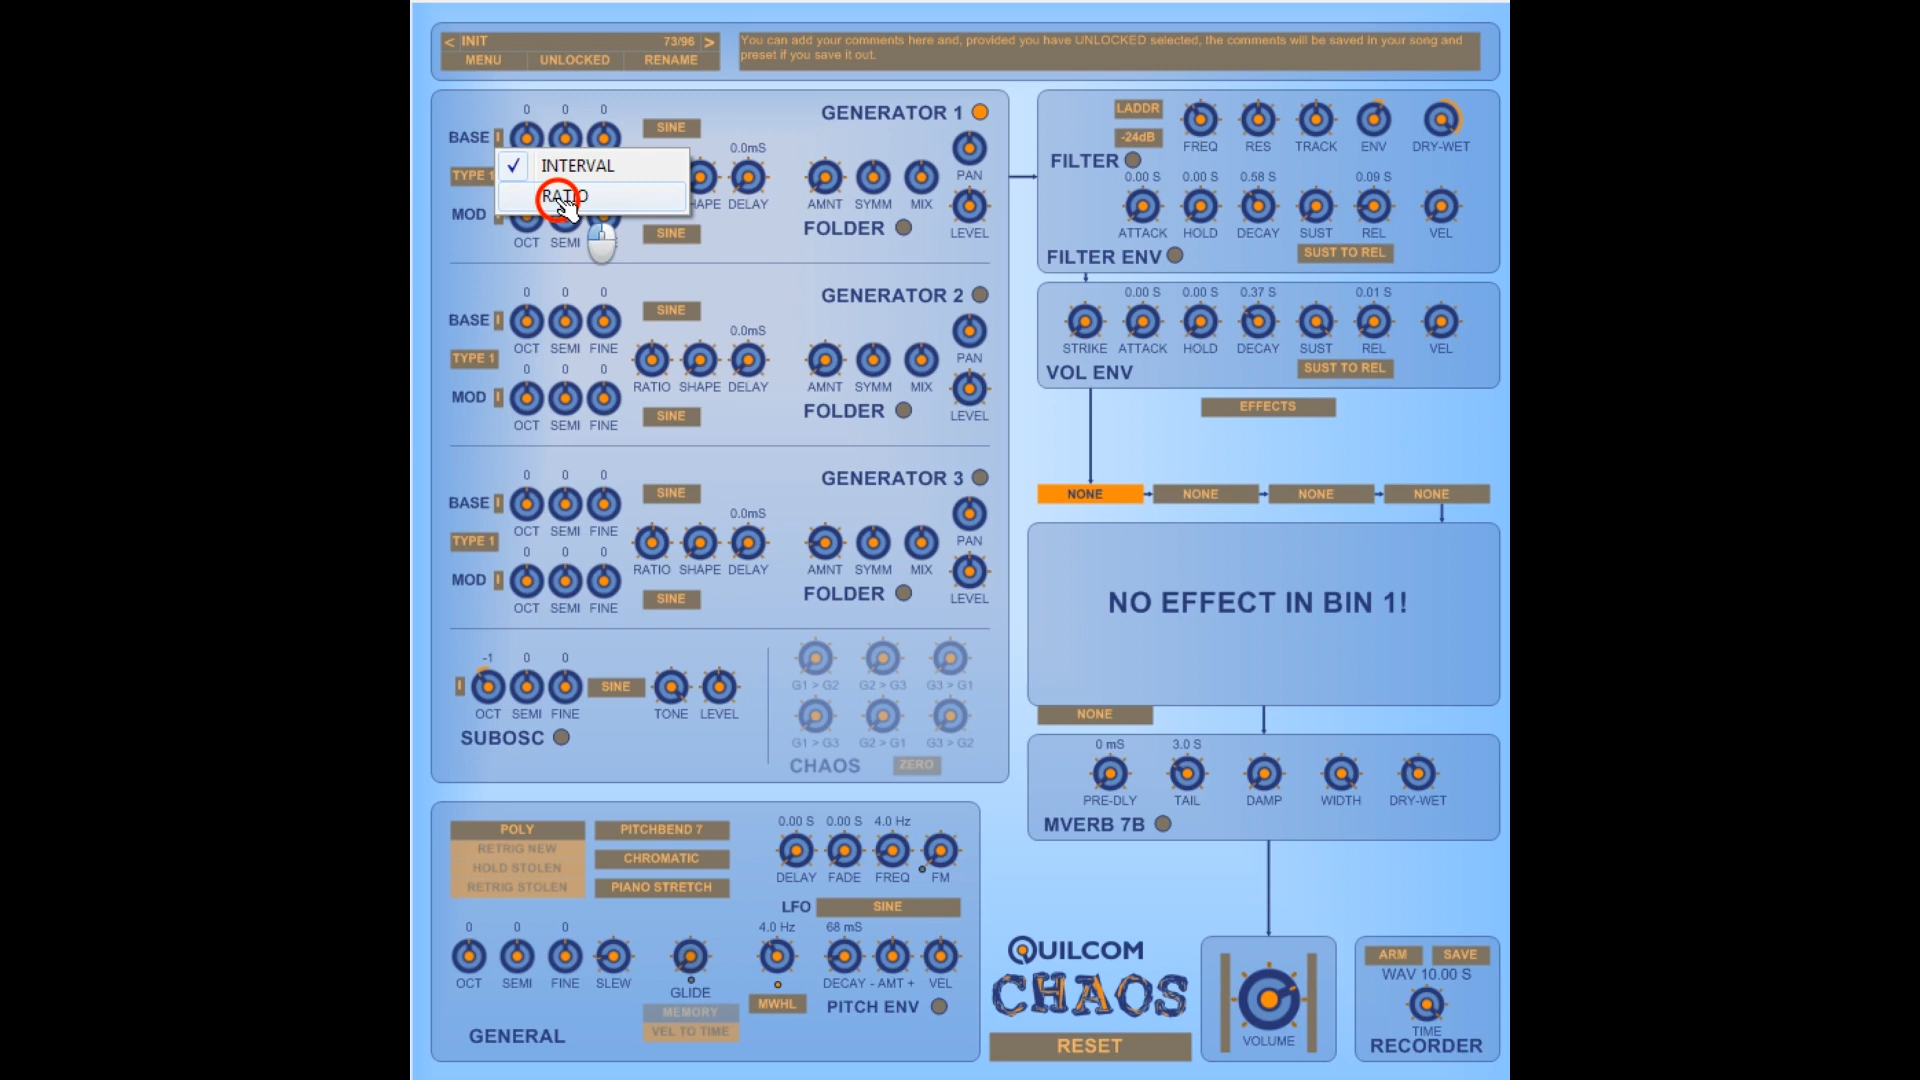 < INIT 73/96 >
MENU UNLOCKED RENAME
You can add your comments here and, provided you have UNLOCKED selected, the comments will be saved in your song and
preset if you save it out.
0 0 0
BASE I
SINE
GENERATOR 1
TYPE 1
INTERVAL
RATIO
0.0mS
HAPE DELAY
AMNT SYMM MIX
PAN
MOD
OCT SEMI
SINE
FOLDER
LEVEL
0 0 0
BASE I
SINE
GENERATOR 2
OCT SEMI FINE
TYPE 1
0.0mS
0 0 0
RATIO SHAPE DELAY
AMNT SYMM MIX
PAN
MOD I
OCT SEMI FINE
SINE
FOLDER
LEVEL
0 0 0
BASE I
SINE
GENERATOR 3
OCT SEMI FINE
TYPE 1
0.0mS
0 0 0
RATIO SHAPE DELAY
AMNT SYMM MIX
PAN
MOD I
OCT SEMI FINE
SINE
FOLDER
LEVEL
-1 0 0
I
SINE
OCT SEMI FINE
TONE LEVEL
SUBOSC
G1 > G2 G2 > G3 G3 > G1
G1 > G3 G2 > G1 G3 > G2
CHAOS ZERO
LADDR
-24dB
FILTER
FREQ RES TRACK ENV DRY-WET
0.00 S 0.00 S 0.58 S 0.09 S
ATTACK HOLD DECAY SUST REL VEL
FILTER ENV
SUST TO REL
0.00 S 0.00 S 0.37 S 0.01 S
STRIKE ATTACK HOLD DECAY SUST REL VEL
VOL ENV
SUST TO REL
EFFECTS
NONE NONE NONE NONE
NO EFFECT IN BIN 1!
NONE
0 mS 3.0 S
PRE-DLY TAIL DAMP WIDTH DRY-WET
MVERB 7B
POLY
RETRIG NEW
HOLD STOLEN
RETRIG STOLEN
PITCHBEND 7
CHROMATIC
PIANO STRETCH
0.00 S 0.00 S 4.0 Hz
DELAY FADE FREQ FM
LFO SINE
0 0 0
4.0 Hz 68 mS
OCT SEMI FINE SLEW
GLIDE
MEMORY
VEL TO TIME
MWHL
DECAY - AMT + VEL
PITCH ENV
GENERAL
QUILCOM
CHAOS
RESET
VOLUME
ARM SAVE
WAV 10.00 S
TIME
RECORDER